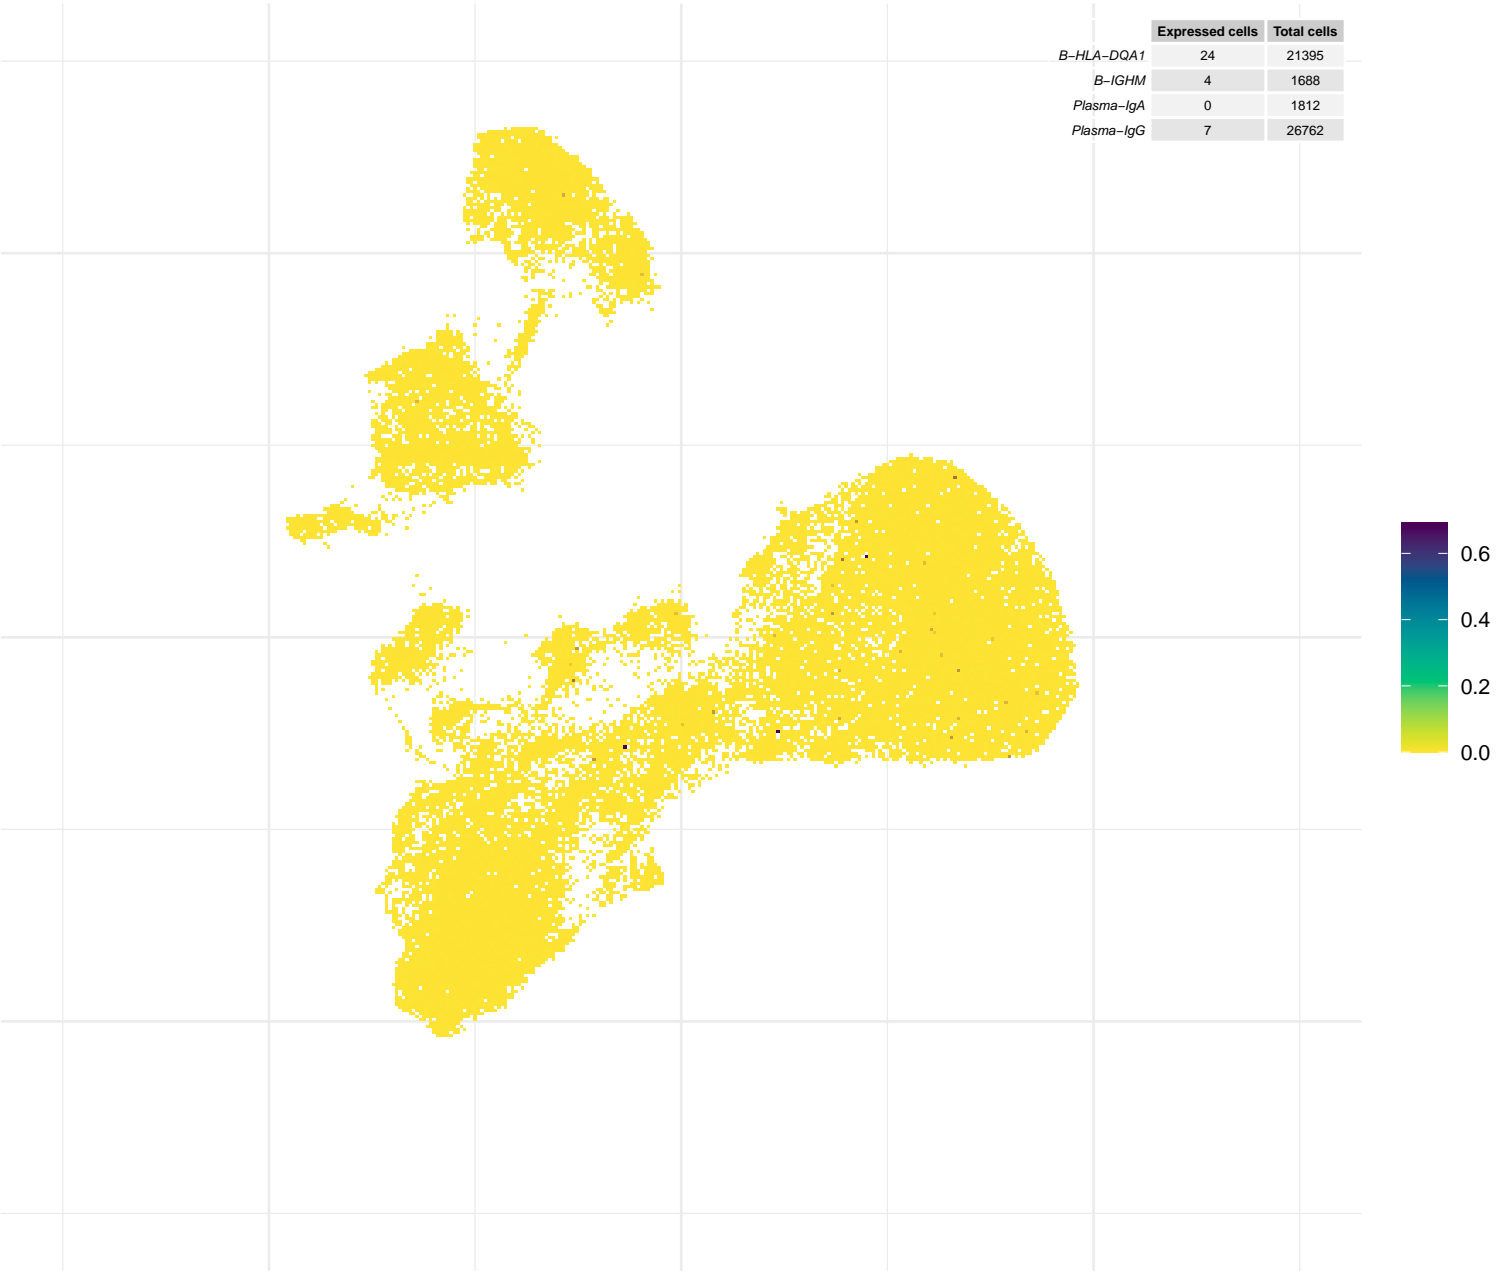 Expressed cells Total cells
B−HLA−DQA1 24 21395
B−IGHM 4 1688
Plasma−IgA 0 1812
Plasma−IgG 7 26762
0.6
0.4
0.2
0.0